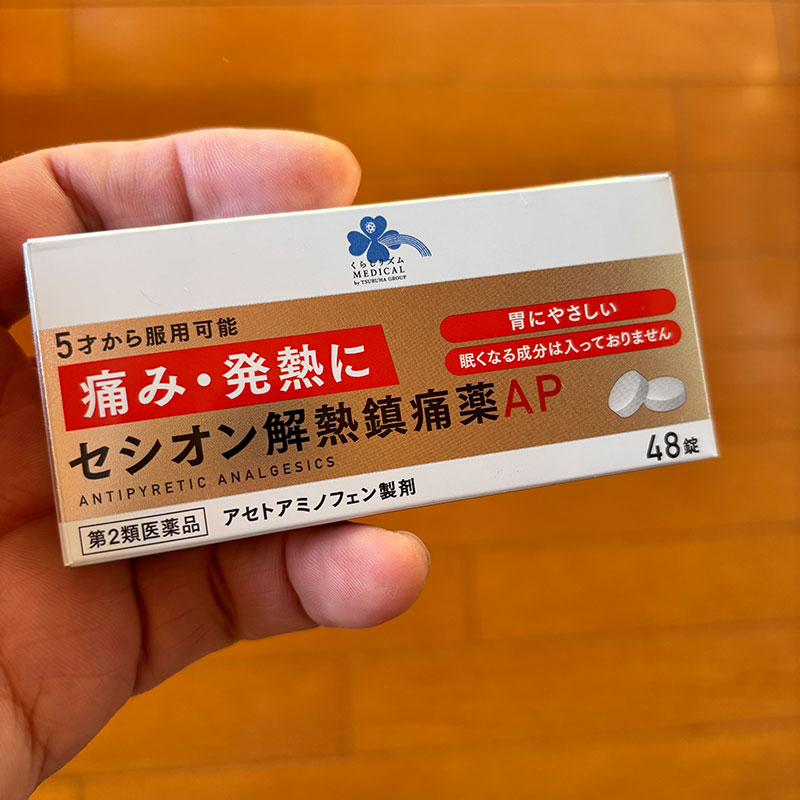 くらしリズム
MEDICAL
by TSURUHA GROUP
5才から服用可能
痛み・発熱に
胃にやさしい
眠くなる成分は入っておりません
セシオン解熱鎮痛薬AP
ANTIPYRETIC ANALGESICS
48錠
第2類医薬品
アセトアミノフェン製剤